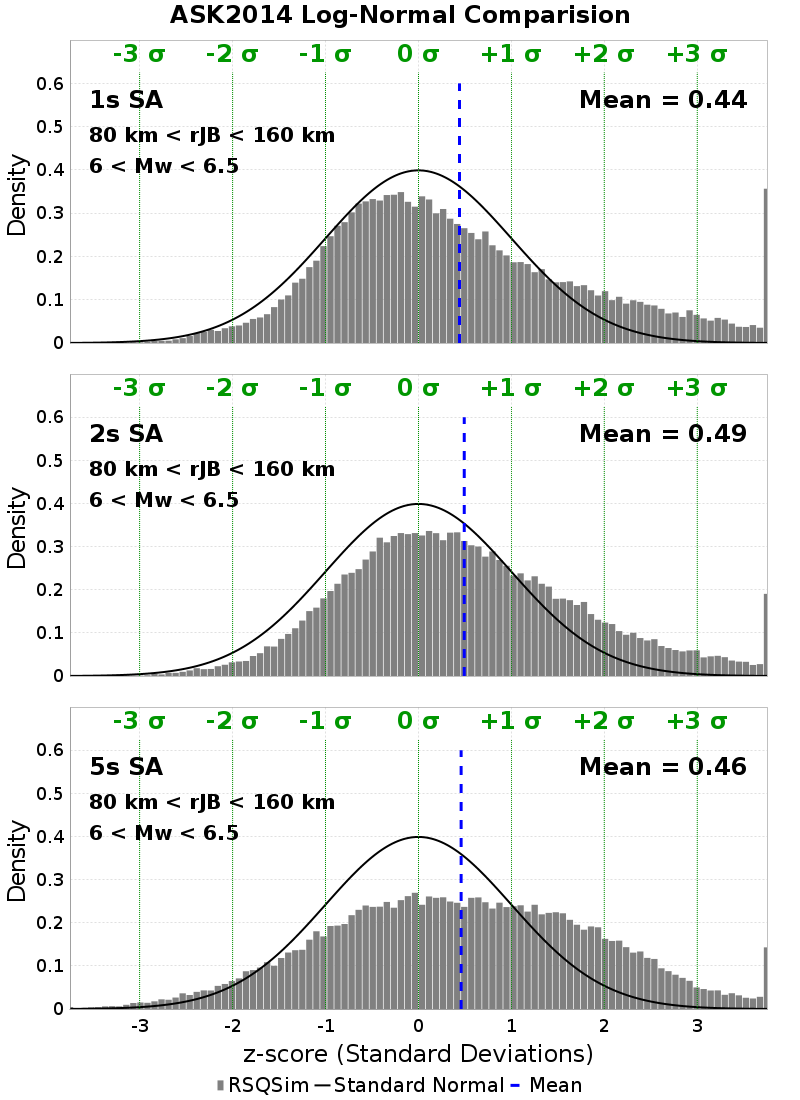 ASK2014 Log-Normal Comparision
-3 σ -2 σ -1 σ 0 σ +1 σ +2 σ +3 σ
0.6
1s SA Mean = 0.44
0.5
80 km < rJB < 160 km
6 < Mw < 6.5
0.4
Density
0.3
0.2
0.1
0
-3 σ -2 σ -1 σ 0 σ +1 σ +2 σ +3 σ
0.6
2s SA Mean = 0.49
0.5
80 km < rJB < 160 km
6 < Mw < 6.5
0.4
Density
0.3
0.2
0.1
0
-3 σ -2 σ -1 σ 0 σ +1 σ +2 σ +3 σ
0.6
5s SA Mean = 0.46
0.5
80 km < rJB < 160 km
6 < Mw < 6.5
0.4
Density
0.3
0.2
0.1
0
-3 -2 -1 0 1 2 3
z-score (Standard Deviations)
RSQSim Standard Normal Mean